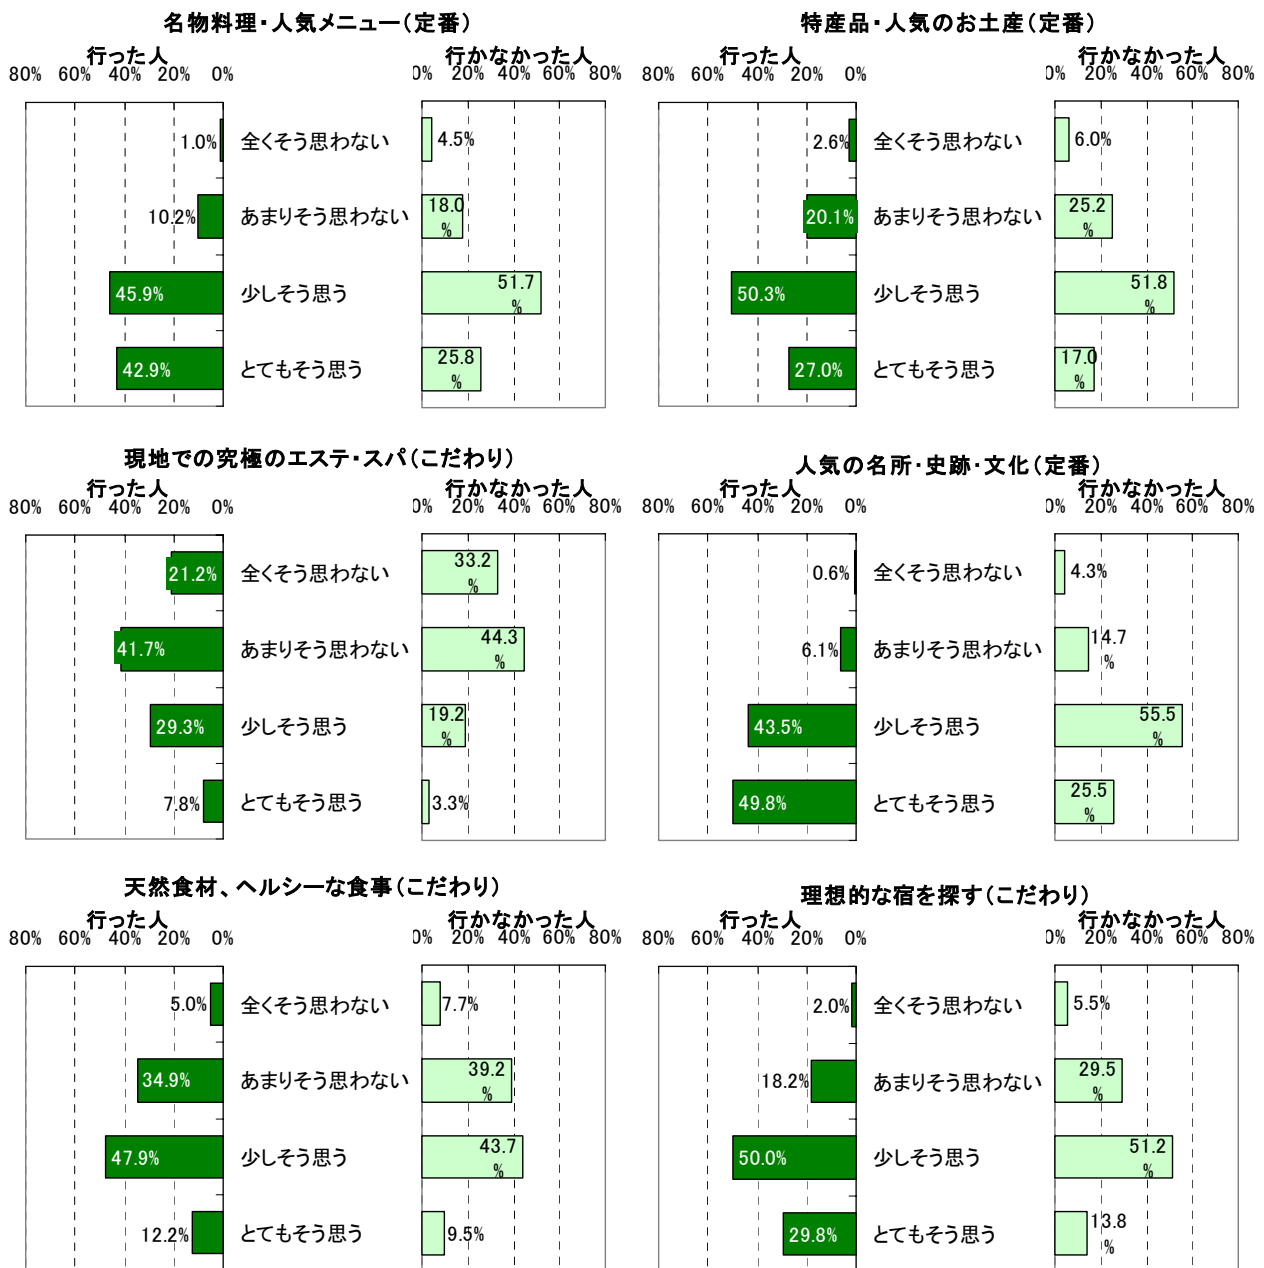 名物料理・人気メニュー(定番)
行った人
行かなかった人
80% 60% 40% 20% 0%
0% 20% 40% 60% 80%
1.0% 全くそう思わない 4.5%
10.2% あまりそう思わない 18.0%
45.9% 少しそう思う 51.7%
42.9% とてもそう思う 25.8%
特産品・人気のお土産(定番)
行った人
行かなかった人
80% 60% 40% 20% 0%
0% 20% 40% 60% 80%
2.6% 全くそう思わない 6.0%
20.1% あまりそう思わない 25.2%
50.3% 少しそう思う 51.8%
27.0% とてもそう思う 17.0%
現地での究極のエステ・スパ(こだわり)
行った人
行かなかった人
80% 60% 40% 20% 0%
0% 20% 40% 60% 80%
21.2% 全くそう思わない 33.2%
41.7% あまりそう思わない 44.3%
29.3% 少しそう思う 19.2%
7.8% とてもそう思う 3.3%
人気の名所・史跡・文化(定番)
行った人
行かなかった人
80% 60% 40% 20% 0%
0% 20% 40% 60% 80%
0.6% 全くそう思わない 4.3%
6.1% あまりそう思わない 14.7%
43.5% 少しそう思う 55.5%
49.8% とてもそう思う 25.5%
天然食材、ヘルシーな食事(こだわり)
行った人
行かなかった人
80% 60% 40% 20% 0%
0% 20% 40% 60% 80%
5.0% 全くそう思わない 7.7%
34.9% あまりそう思わない 39.2%
47.9% 少しそう思う 43.7%
12.2% とてもそう思う 9.5%
理想的な宿を探す(こだわり)
行った人
行かなかった人
80% 60% 40% 20% 0%
0% 20% 40% 60% 80%
2.0% 全くそう思わない 5.5%
18.2% あまりそう思わない 29.5%
50.0% 少しそう思う 51.2%
29.8% とてもそう思う 13.8%